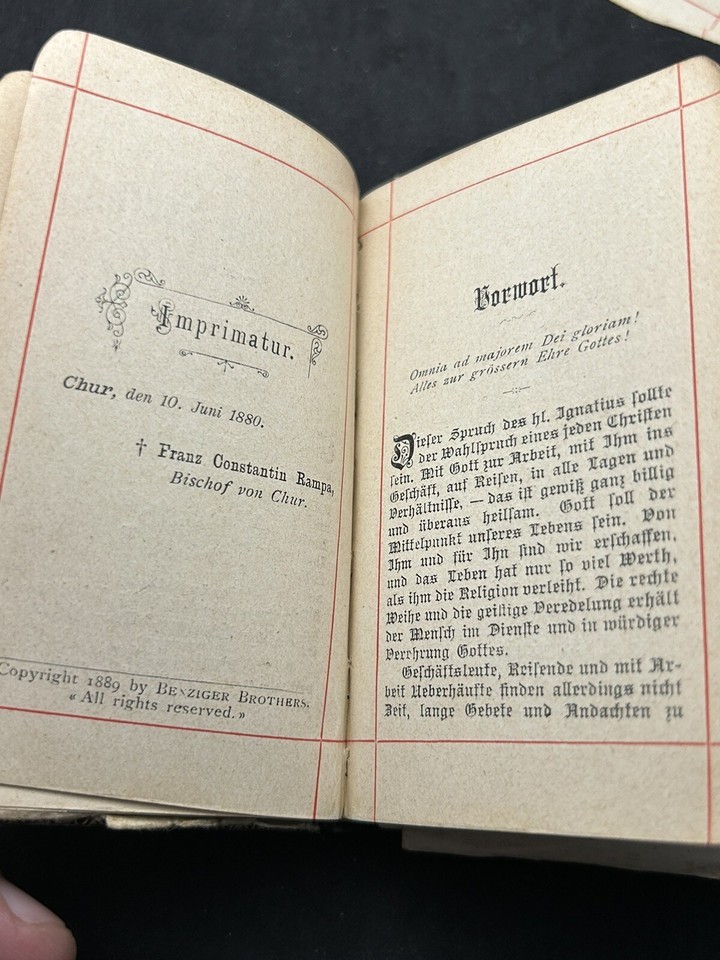 Imprimatur.
Chur, den 10. Juni 1880.
† Franz Constantin Rampa,
Bischof von Chur.
Copyright 1889 by BENZIGER BROTHERS.
« All rights reserved. »
Vorwort.
Omnia ad majorem Dei gloriam!
Alles zur grössern Ehre Gottes!
Dieser Spruch des hl. Ignatius sollte
der Wahlspruch eines jeden Christen
sein. Mit Gott zur Arbeit, mit Ihm ins
Geschäft, auf Reisen, in alle Lagen und
Verhältnisse, — das ist gewiß ganz billig
und überaus heilsam. Gott soll der
Mittelpunkt unseres Lebens sein. Von
Ihm und für Ihn sind wir erschaffen,
und das Leben hat nur so viel Werth,
als ihm die Religion verleiht. Die rechte
Weihe und die geistige Veredelung erhält
der Mensch im Dienste und in würdiger
Verehrung Gottes.
Geschäftsleute, Reisende und mit Ar-
beit Ueberhäufte finden allerdings nicht
Zeit, lange Gebete und Andachten zu